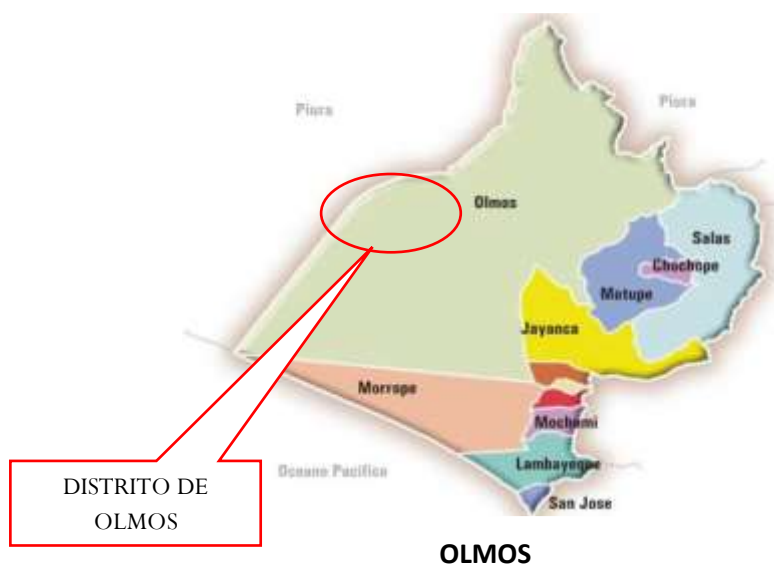 Piura
Piura
Olmos
Salas
Chochope
Motupe
Jayanca
Morrope
Mochumi
Oceano Pacifico
Lambayeque
San Jose
DISTRITO DE
OLMOS
OLMOS